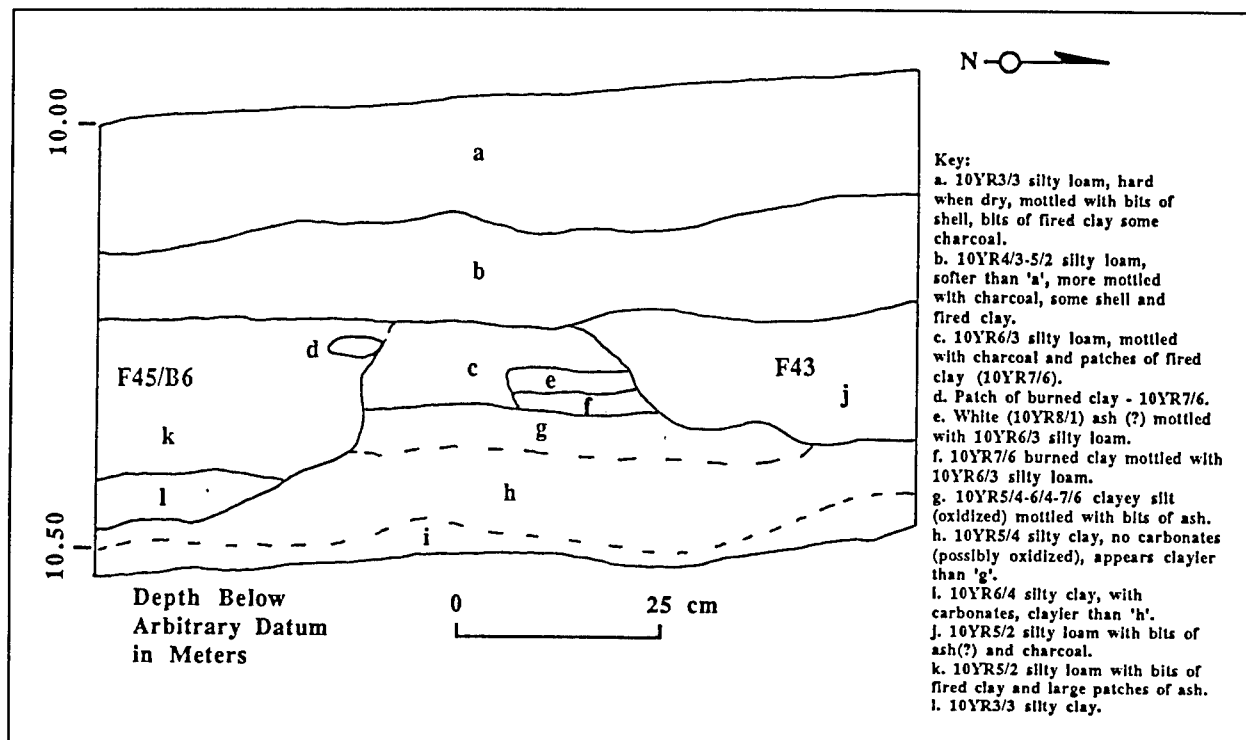 N
10.00
a
b
d
c
e
f
F45/B6
F43
j
k
g
l
h
i
10.50
Depth Below
Arbitrary Datum
in Meters
0 25 cm
Key:
a. 10YR3/3 silty loam, hard
when dry, mottled with bits of
shell, bits of fired clay some
charcoal.
b. 10YR4/3-5/2 silty loam,
softer than 'a', more mottled
with charcoal, some shell and
fired clay.
c. 10YR6/3 silty loam, mottled
with charcoal and patches of fired
clay (10YR7/6).
d. Patch of burned clay - 10YR7/6.
e. White (10YR8/1) ash (?) mottled
with 10YR6/3 silty loam.
f. 10YR7/6 burned clay mottled with
10YR6/3 silty loam.
g. 10YR5/4-6/4-7/6 clayey silt
(oxidized) mottled with bits of ash.
h. 10YR5/4 silty clay, no carbonates
(possibly oxidized), appears clayier
than 'g'.
i. 10YR6/4 silty clay, with
carbonates, clayier than 'h'.
j. 10YR5/2 silty loam with bits of
ash(?) and charcoal.
k. 10YR5/2 silty loam with bits of
fired clay and large patches of ash.
l. 10YR3/3 silty clay.